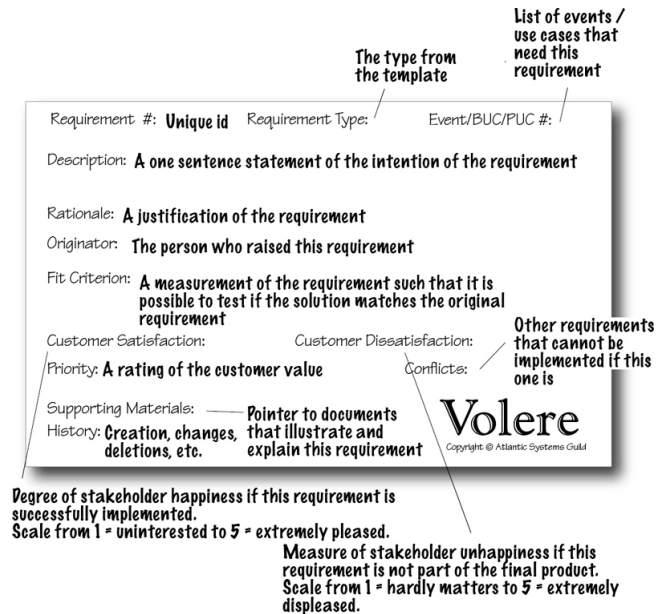 List of events /
use cases that
need this
requirement
The type from
the template
Requirement #: Unique id Requirement Type: Event/BUC/PUC #:
Description: A one sentence statement of the intention of the requirement
Rationale: A justification of the requirement
Originator: The person who raised this requirement
Fit Criterion: A measurement of the requirement such that it is
possible to test if the solution matches the original
requirement
Other requirements
that cannot be
implemented if this
one is
Customer Satisfaction: Customer Dissatisfaction:
Priority: A rating of the customer value Conflicts:
Supporting Materials: Pointer to documents
that illustrate and
explain this requirement
History: Creation, changes,
deletions, etc.
Volere
Copyright © Atlantic Systems Guild
Degree of stakeholder happiness if this requirement is
successfully implemented.
Scale from 1 = uninterested to 5 = extremely pleased.
Measure of stakeholder unhappiness if this
requirement is not part of the final product.
Scale from 1 = hardly matters to 5 = extremely
displeased.